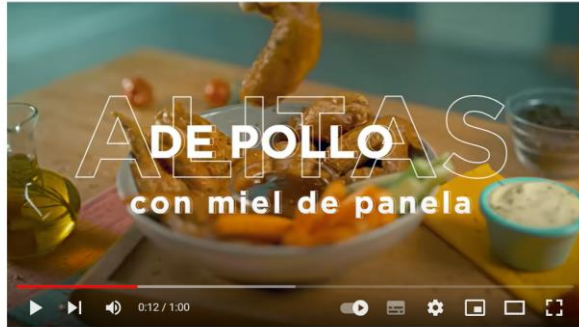 ALITAS
DE POLLO
con miel de panela
0:12 / 1:00